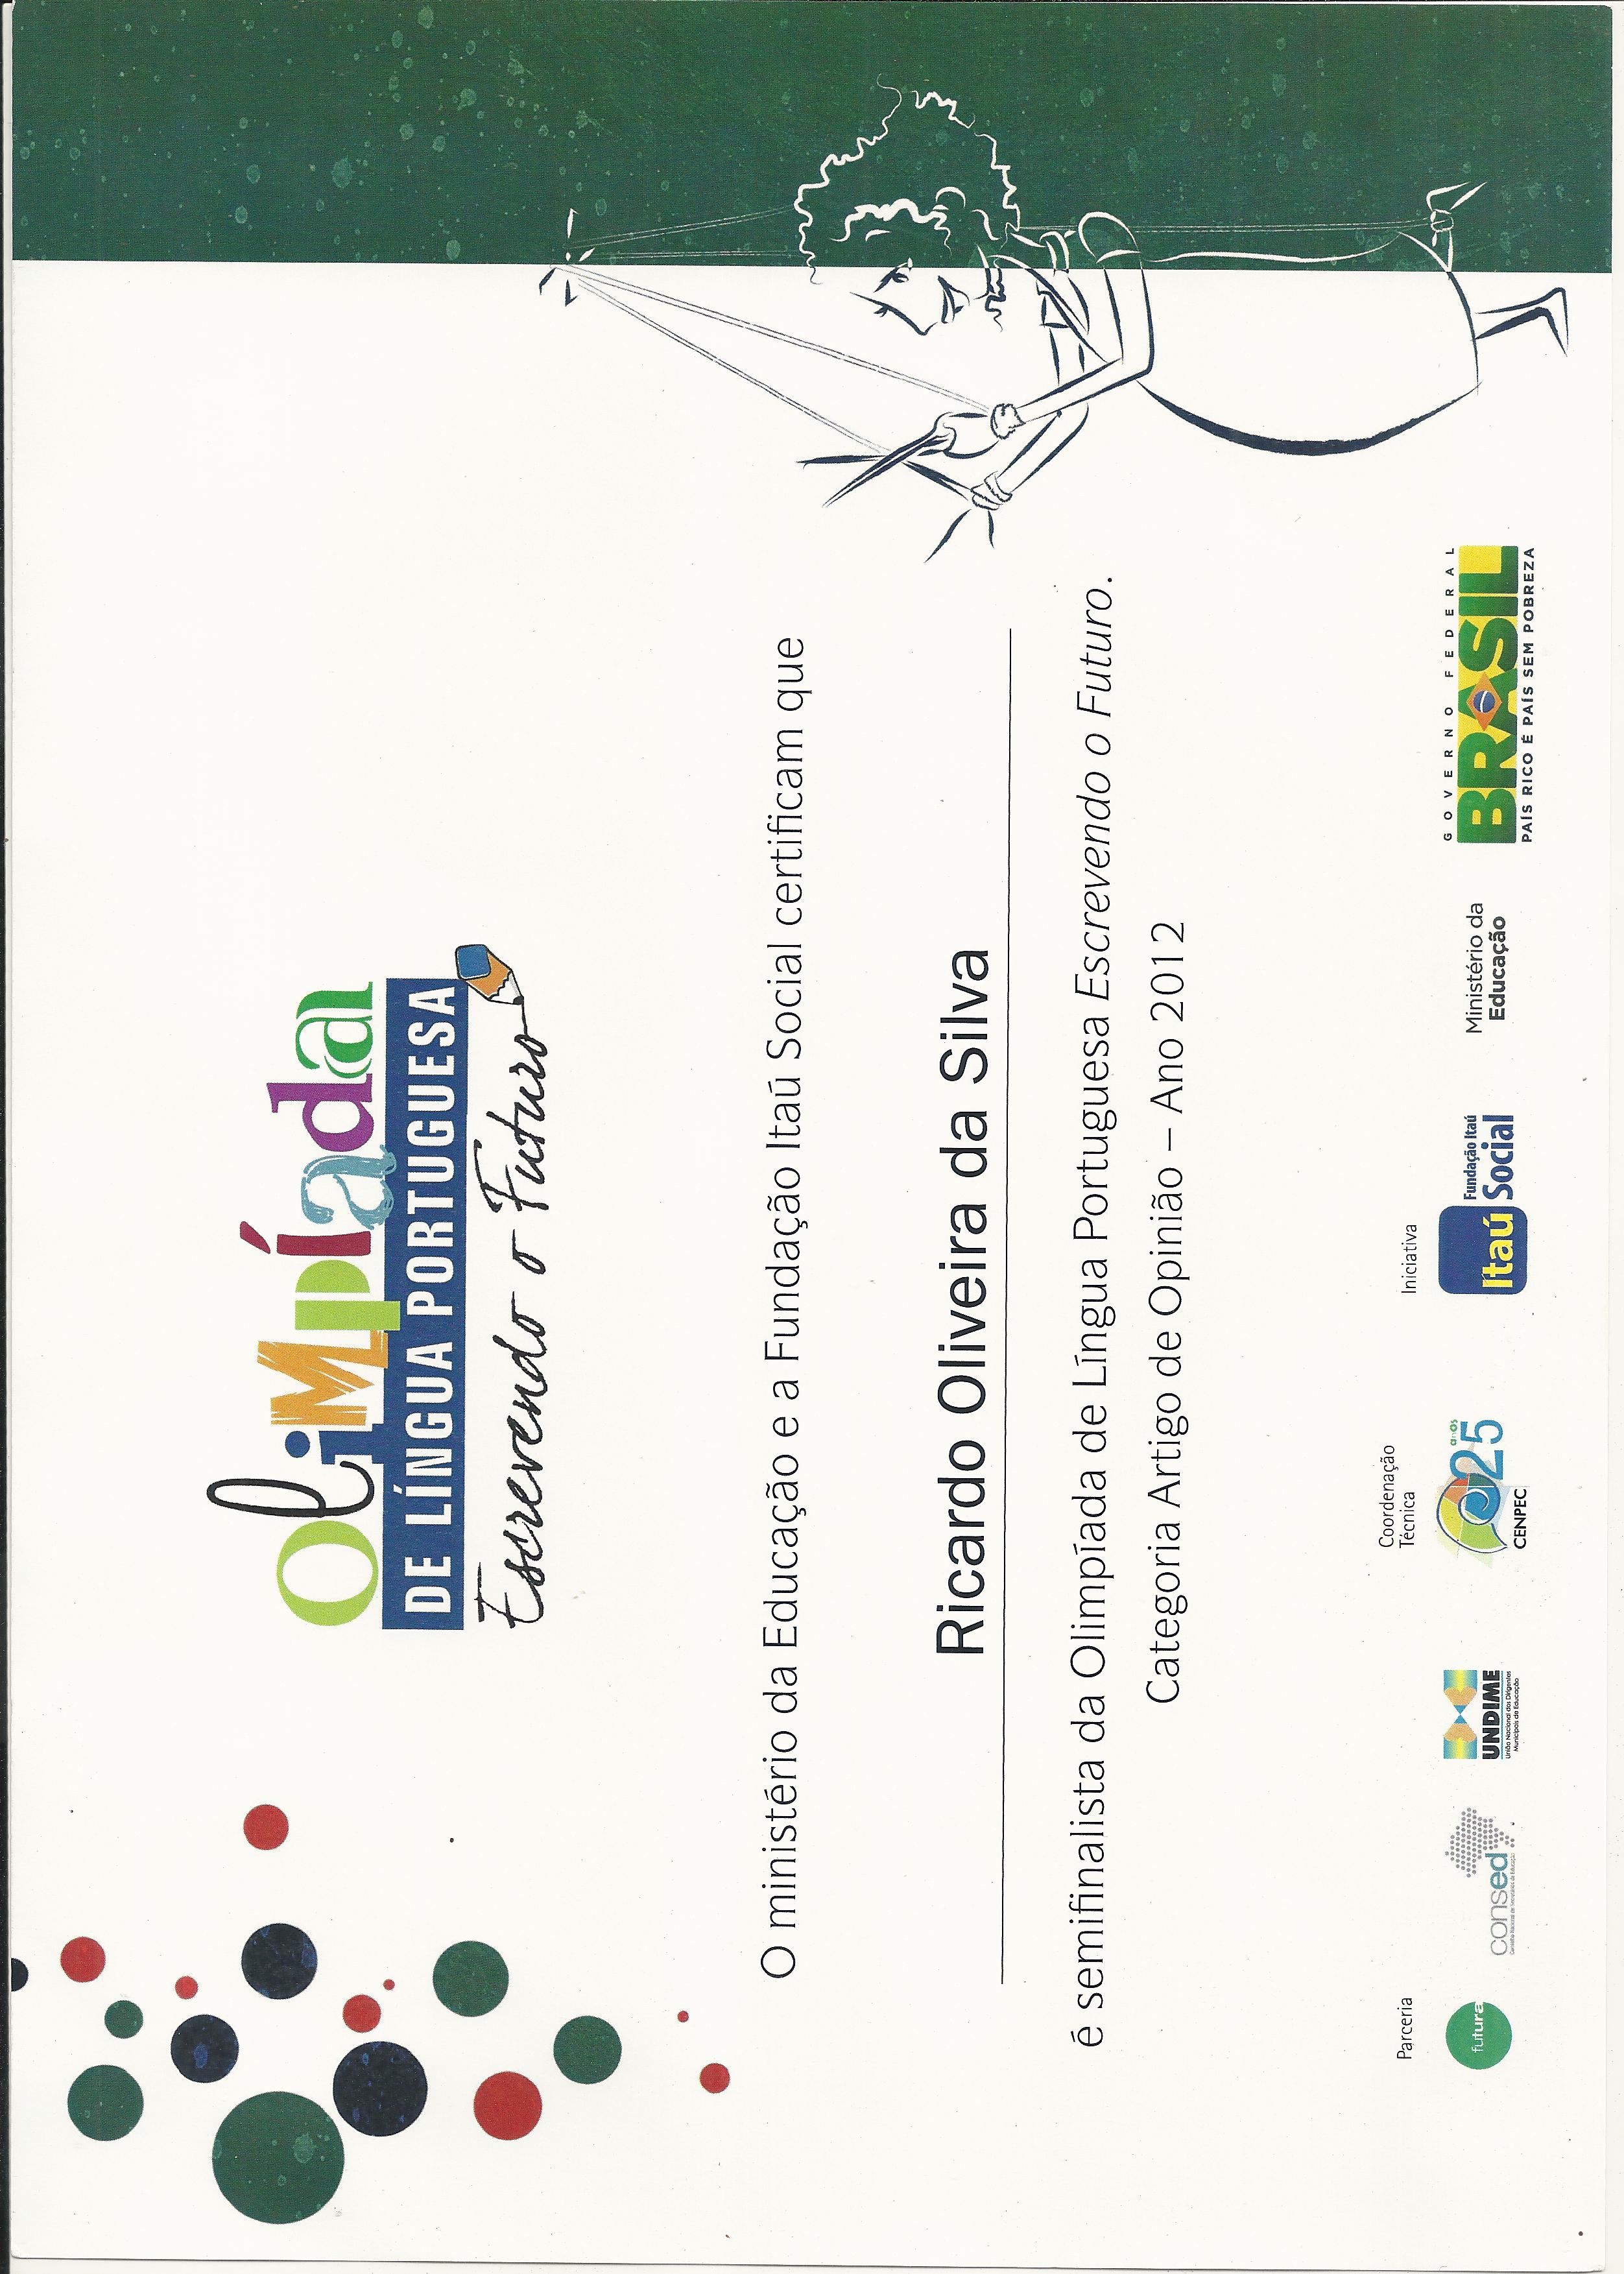 olimpíada
DE LÍNGUA PORTUGUESA
Escrevendo o Futuro
O ministério da Educação e a Fundação Itaú Social certificam que
Ricardo Oliveira da Silva
é semifinalista da Olimpíada de Língua Portuguesa Escrevendo o Futuro.
Categoria Artigo de Opinião – Ano 2012
Parceria
futura
consed
Conselho Nacional de Secretários de Educação
UNDIME
União Nacional dos Dirigentes
Municipais de Educação
Coordenação
Técnica
25 anos
CENPEC
Iniciativa
Itaú
Fundação Itaú
Social
Ministério da
Educação
GOVERNO FEDERAL
BRASIL
PAÍS RICO É PAÍS SEM POBREZA